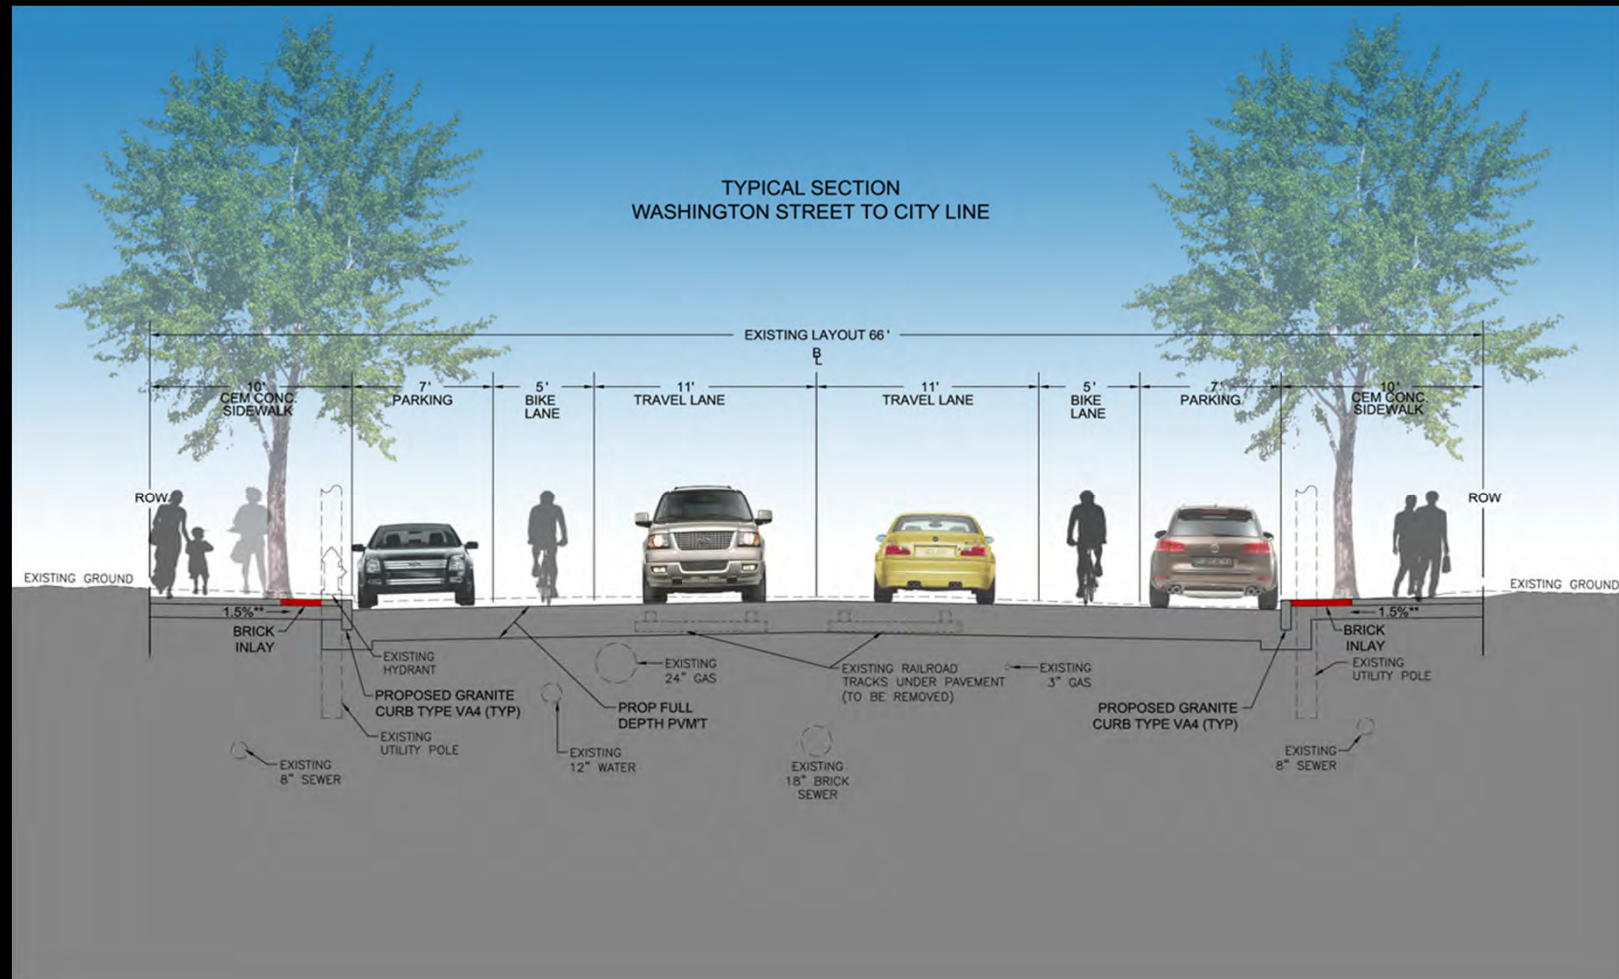 TYPICAL SECTION
WASHINGTON STREET TO CITY LINE
EXISTING LAYOUT 66'
B
L
10'
CEM CONC.
SIDEWALK
7'
PARKING
5'
BIKE
LANE
11'
TRAVEL LANE
11'
TRAVEL LANE
5'
BIKE
LANE
7'
PARKING
10'
CEM CONC.
SIDEWALK
ROW
ROW
EXISTING GROUND
EXISTING GROUND
1.5%**
BRICK
INLAY
1.5%**
BRICK
INLAY
EXISTING
HYDRANT
EXISTING
24" GAS
EXISTING RAILROAD
TRACKS UNDER PAVEMENT
(TO BE REMOVED)
EXISTING
3" GAS
EXISTING
UTILITY POLE
PROPOSED GRANITE
CURB TYPE VA4 (TYP)
PROP FULL
DEPTH PVM'T
PROPOSED GRANITE
CURB TYPE VA4 (TYP)
EXISTING
UTILITY POLE
EXISTING
8" SEWER
EXISTING
12" WATER
EXISTING
18" BRICK
SEWER
EXISTING
8" SEWER